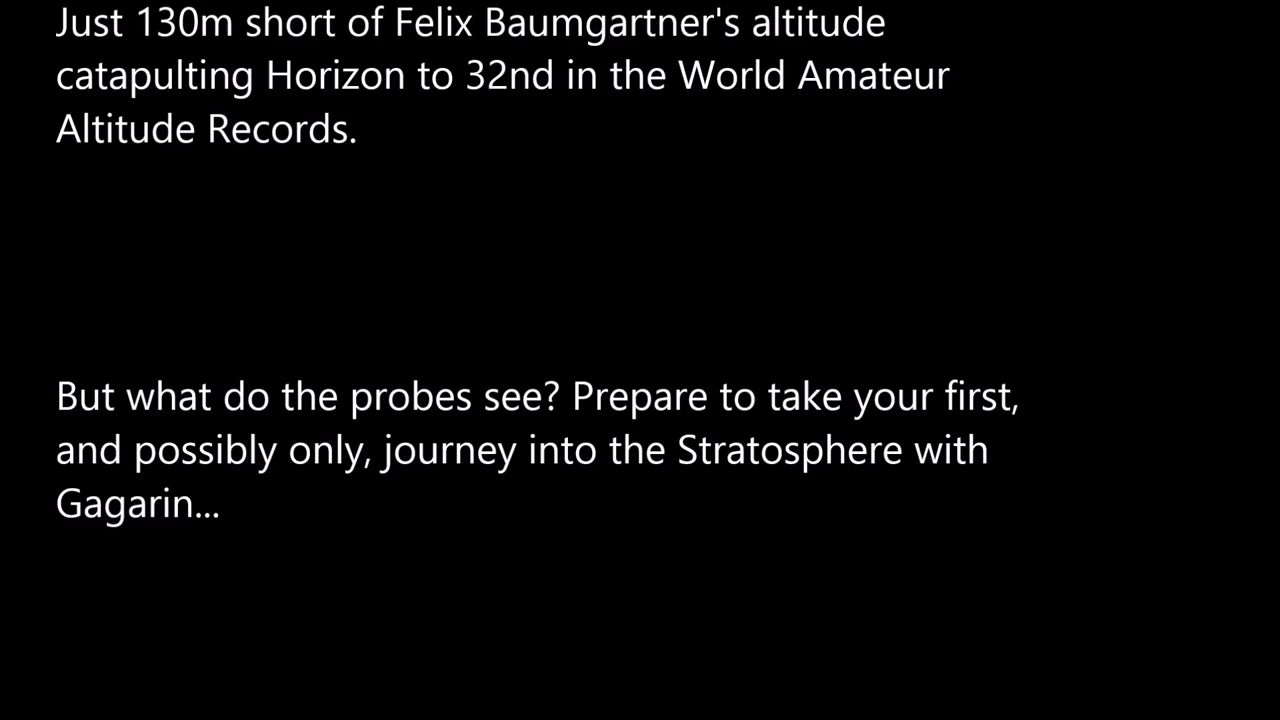 Just 130m short of Felix Baumgartner's altitude
catapulting Horizon to 32nd in the World Amateur
Altitude Records.
But what do the probes see? Prepare to take your first,
and possibly only, journey into the Stratosphere with
Gagarin...